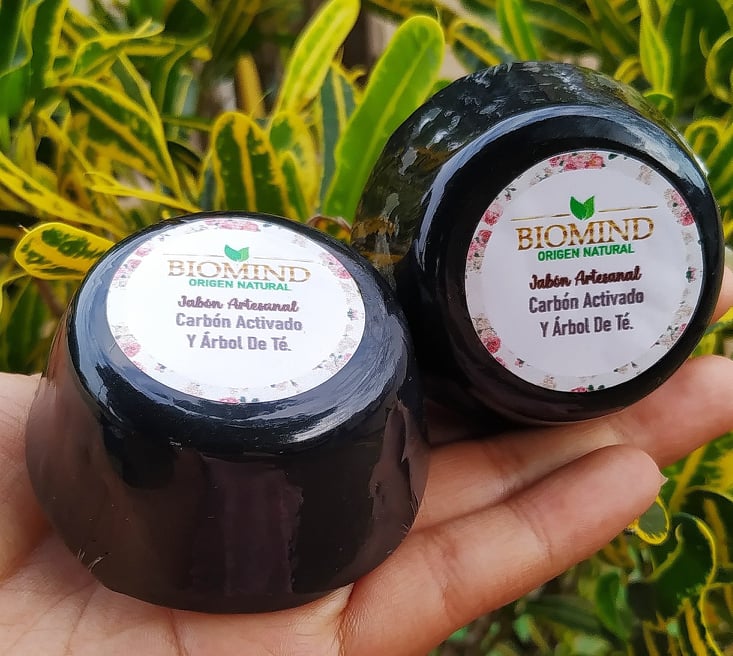 BIOMIND
ORIGEN NATURAL
Jabón Artesanal
Carbón Activado
Y Árbol De Té.
BIOMIND
ORIGEN NATURAL
Jabón Artesanal
Carbón Activado
Y Árbol De Té.